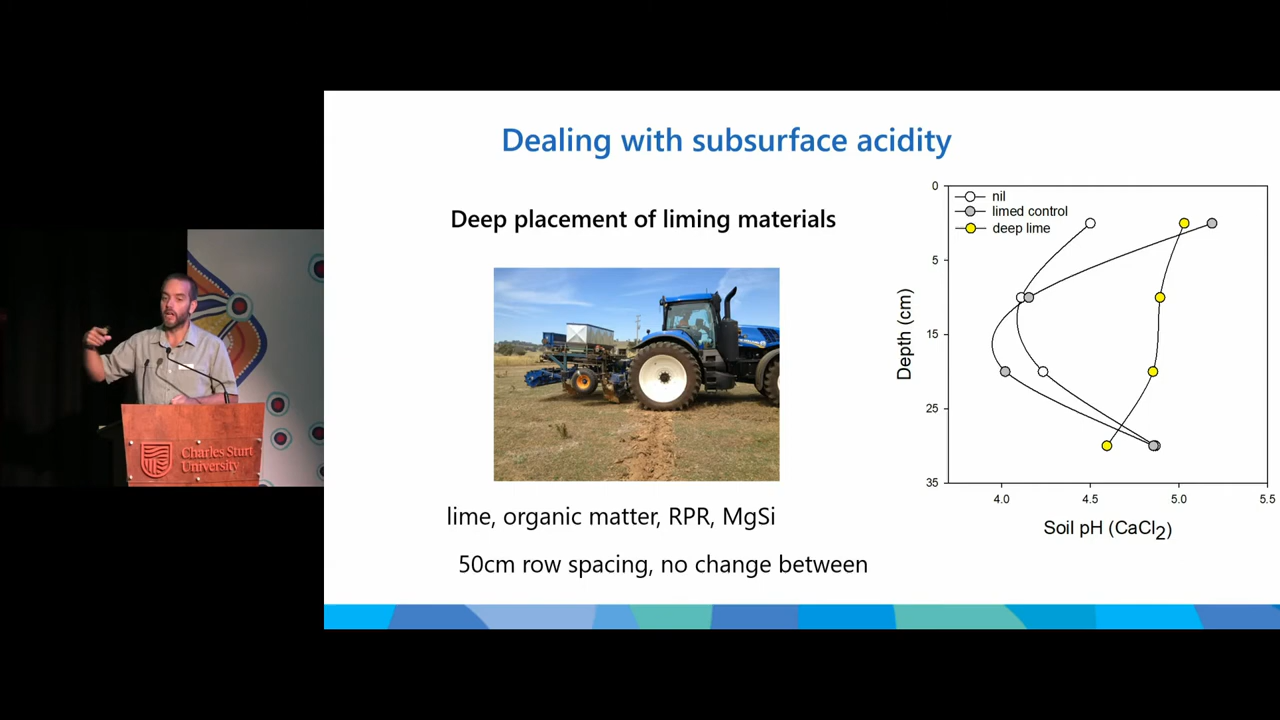 Dealing with subsurface acidity
Deep placement of liming materials
lime, organic matter, RPR, MgSi
50cm row spacing, no change between
0
5
15
25
35
nil
limed control
deep lime
Depth (cm)
4.0
4.5
5.0
5.5
Soil pH (CaCl2)
Charles Sturt
University